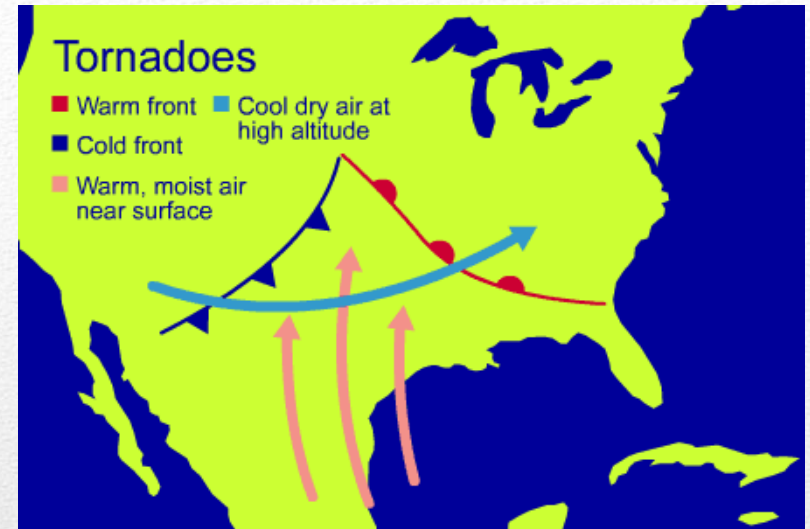 Tornadoes
Warm front
Cool dry air at
high altitude
Cold front
Warm, moist air
near surface